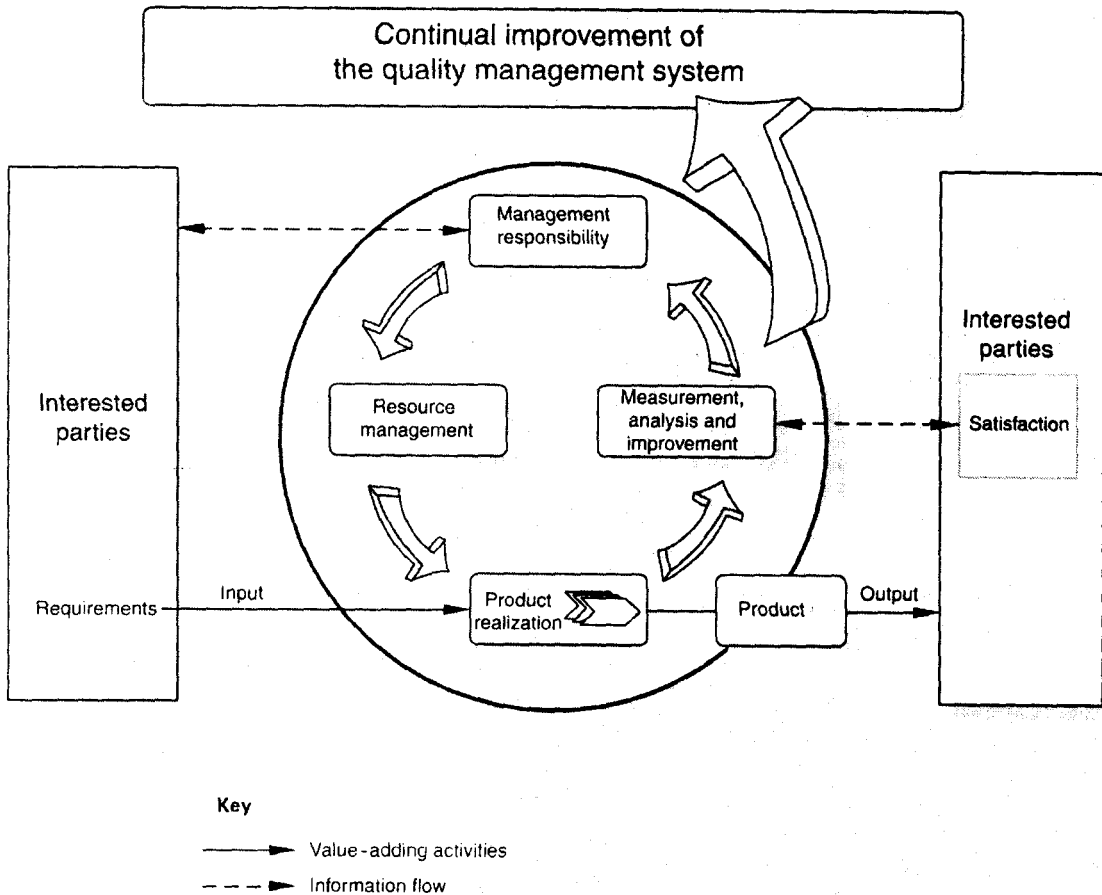 Continual improvement of
the quality management system
Management
responsibility
Interested
parties
Resource
management
Measurement,
analysis and
improvement
Interested
parties
Satisfaction
Requirements
Input
Product
realization
Product
Output
Key
Value-adding activities
Information flow